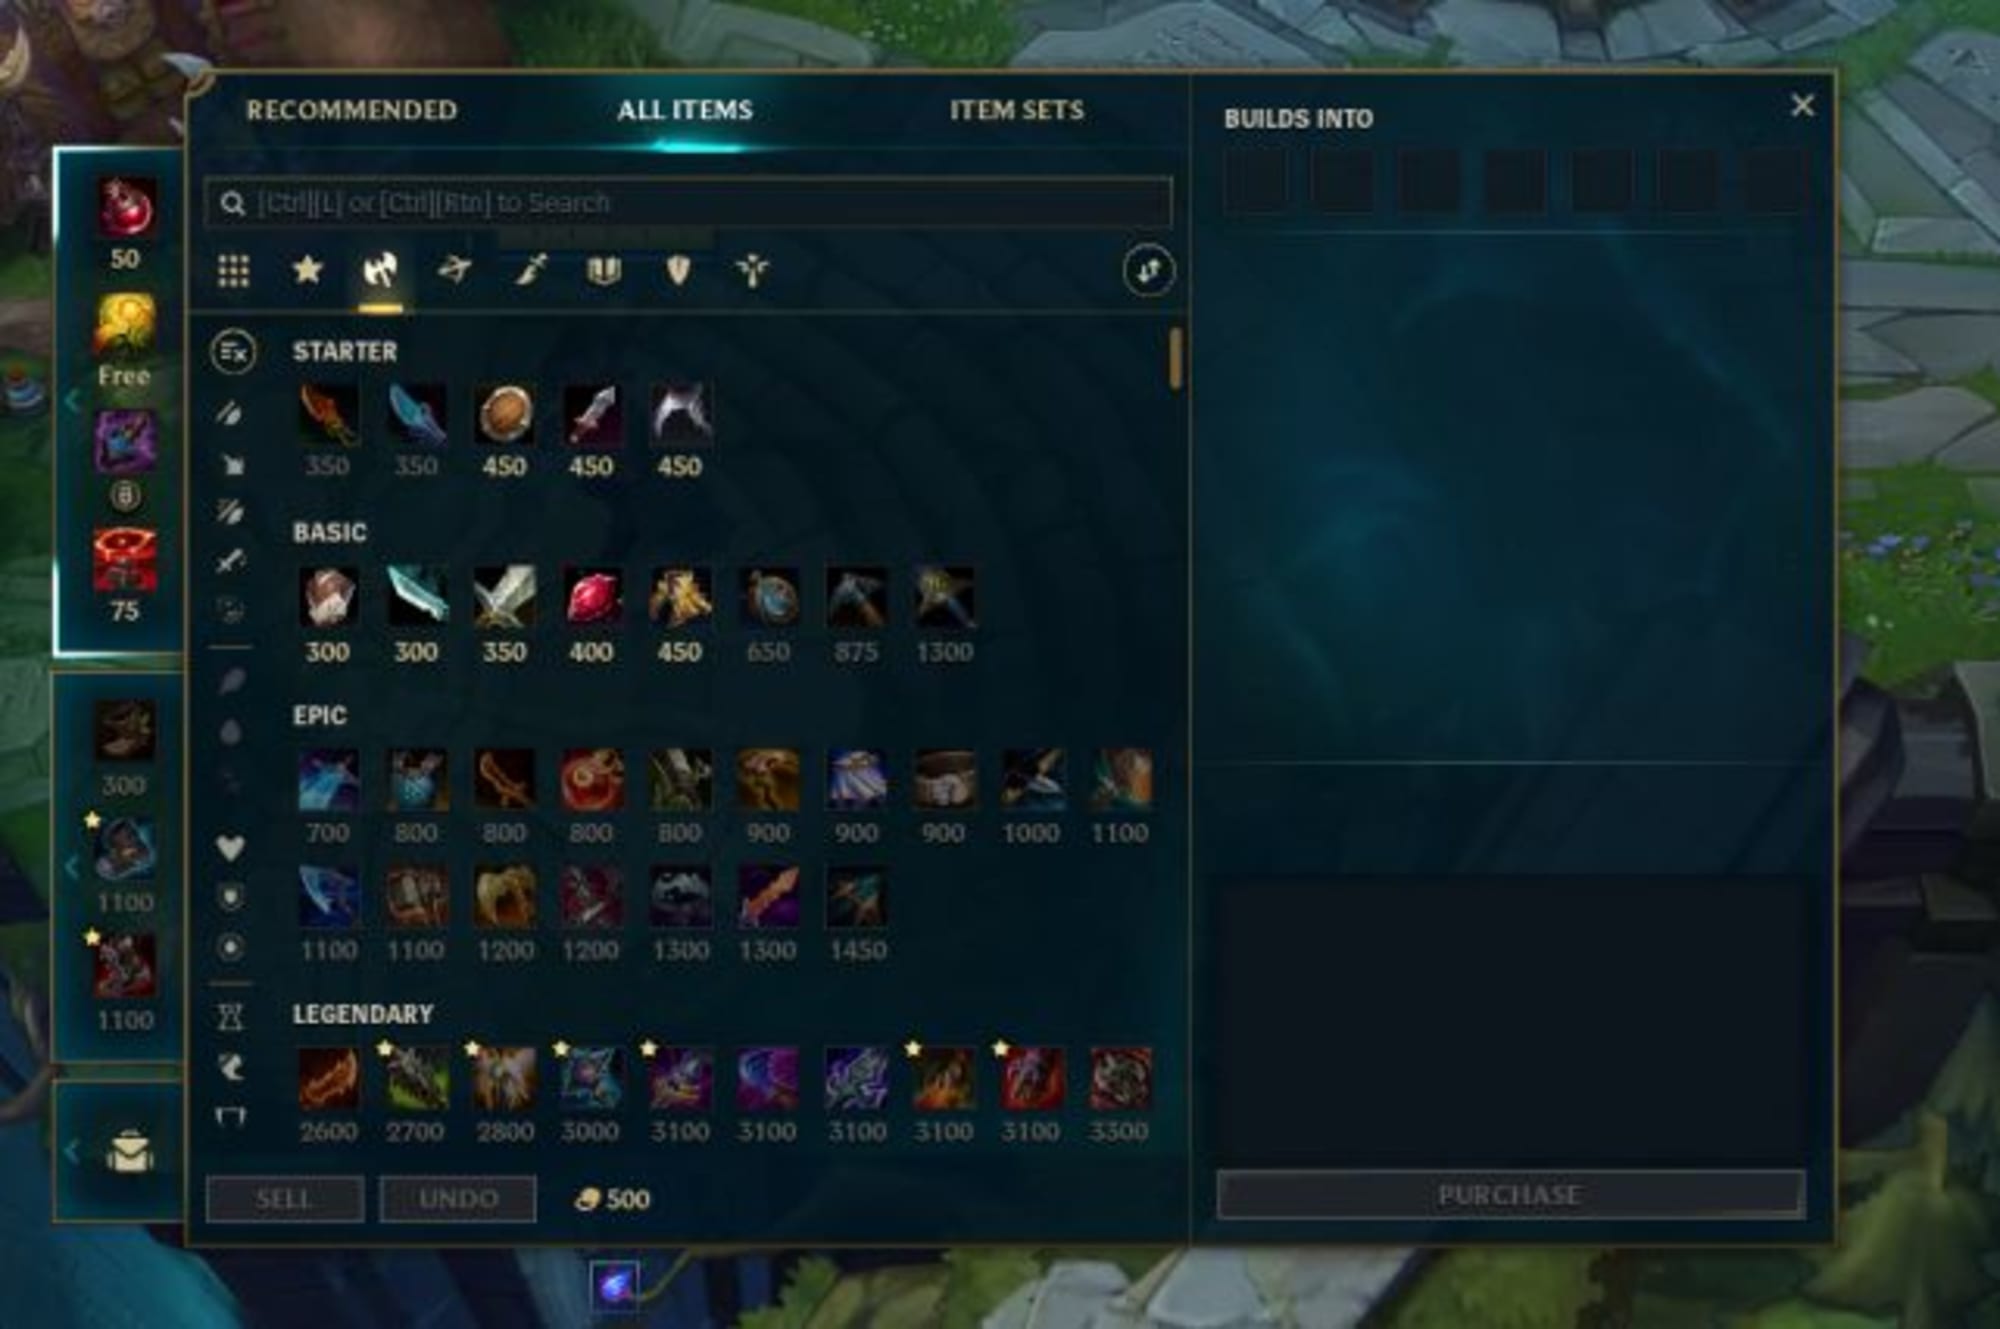 RECOMMENDED ALL ITEMS ITEM SETS
BUILDS INTO
[Ctrl][L] or [Ctrl][Rtn] to Search
50
Free
75
300
1100
1100
STARTER
350 350 450 450 450
BASIC
300 300 350 400 450 650 875 1300
EPIC
700 800 800 800 800 900 900 900 1000 1100
1100 1100 1200 1200 1300 1300 1450
LEGENDARY
2600 2700 2800 3000 3100 3100 3100 3100 3100 3300
SELL UNDO 500
PURCHASE